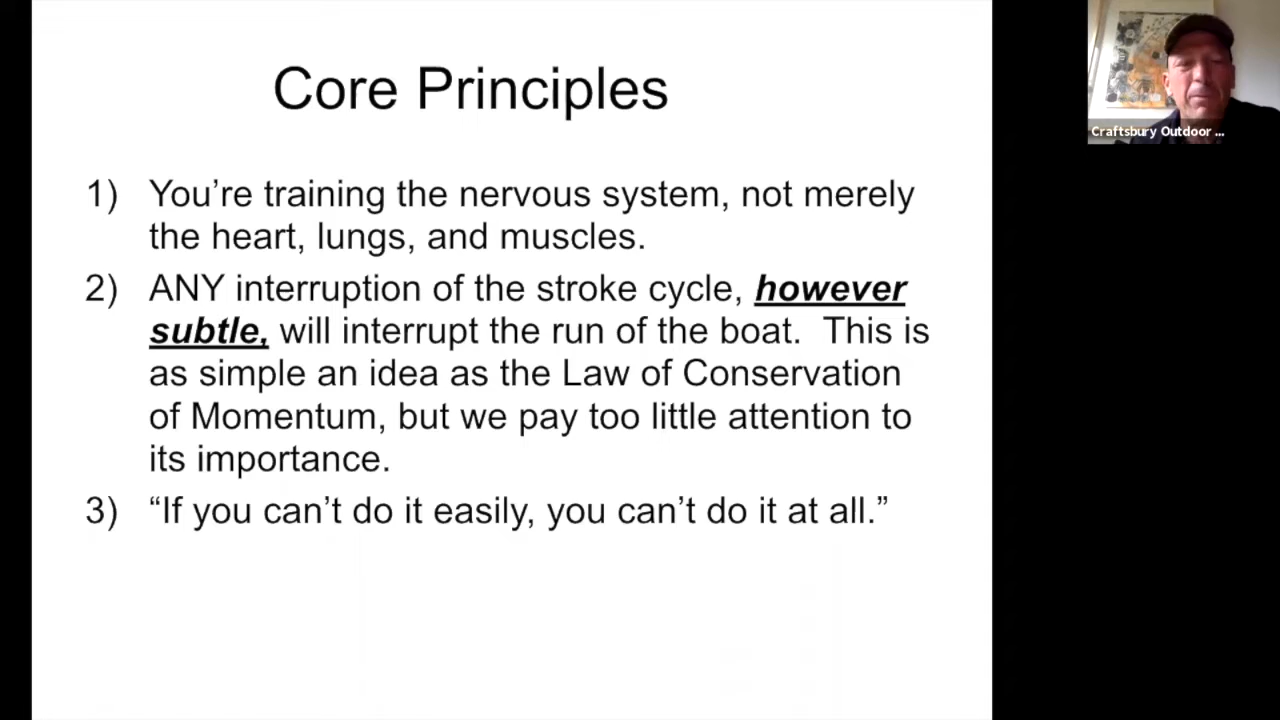 Core Principles
1) You’re training the nervous system, not merely
the heart, lungs, and muscles.
2) ANY interruption of the stroke cycle, however
subtle, will interrupt the run of the boat.  This is
as simple an idea as the Law of Conservation
of Momentum, but we pay too little attention to
its importance.
3) “If you can’t do it easily, you can’t do it at all.”
Craftsbury Outdoor ...